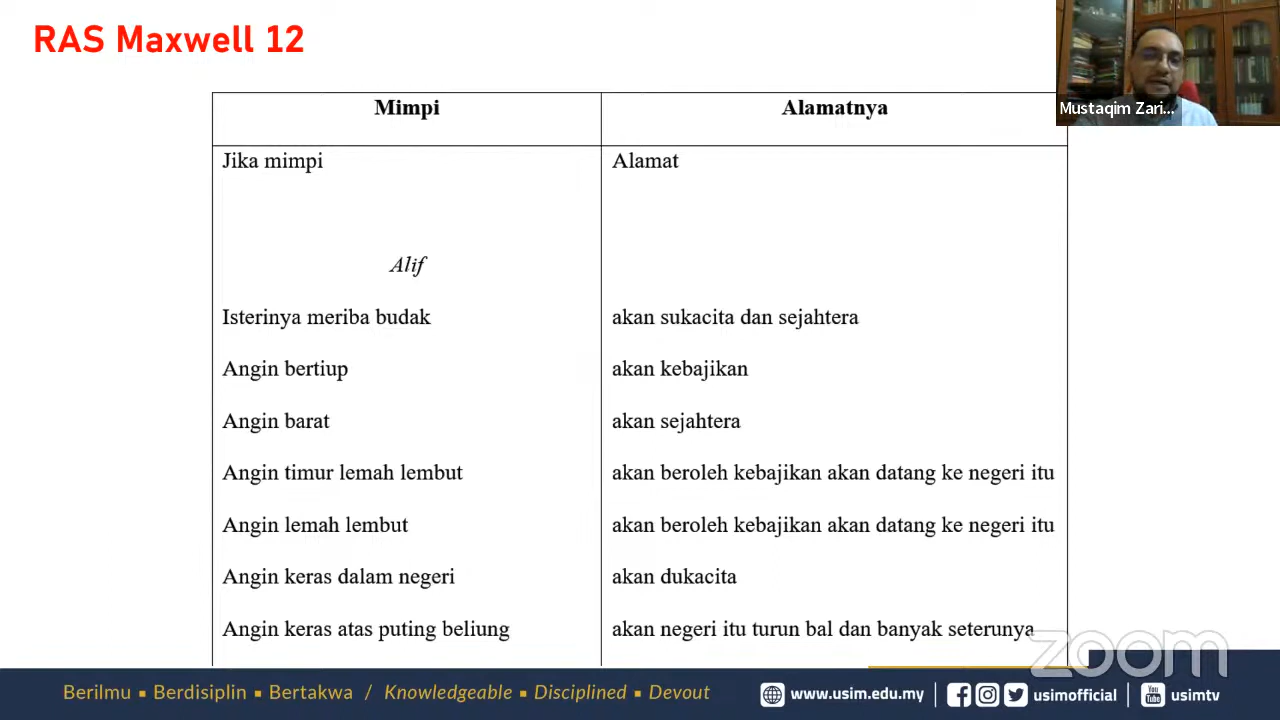 RAS Maxwell 12
Mustaqim Zari...
Mimpi Alamatnya
Jika mimpi Alamat
Alif
Isterinya meriba budak akan sukacita dan sejahtera
Angin bertiup akan kebajikan
Angin barat akan sejahtera
Angin timur lemah lembut akan beroleh kebajikan akan datang ke negeri itu
Angin lemah lembut akan beroleh kebajikan akan datang ke negeri itu
Angin keras dalam negeri akan dukacita
Angin keras atas puting beliung akan negeri itu turun bal dan banyak seterunya
zoom
Berilmu ▪ Berdisiplin ▪ Bertakwa / Knowledgeable ▪ Disciplined ▪ Devout www.usim.edu.my usimofficial You Tube usimtv